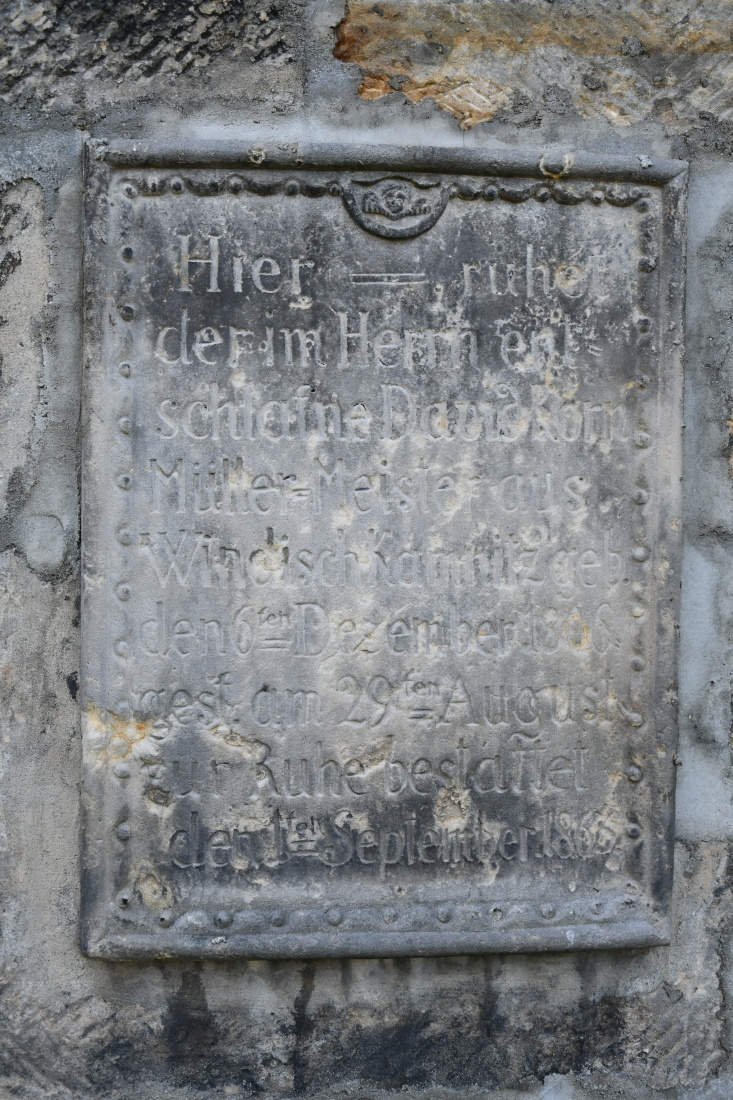 Hier = ruhet
der im Herrn ent=
schlafne David Korn
Müller=Meister aus
Windisch Kamnitz geb.
den 6ten Dezember 1806.
gest. am 29ten August
zur Ruhe bestattet
den 1ten September 1866.